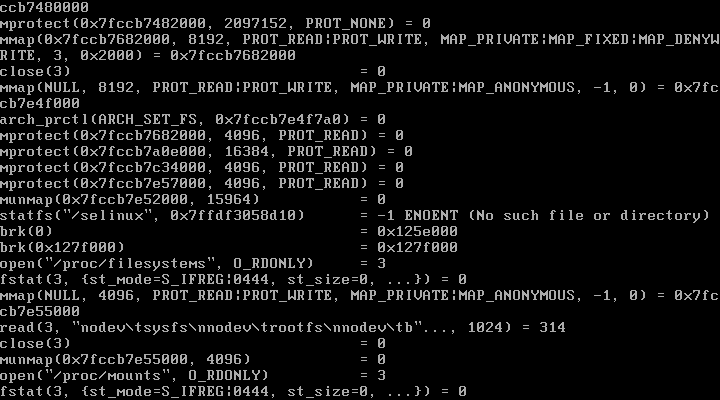 ccb7480000
mprotect(0x7fccb7482000, 2097152, PROT_NONE) = 0
mmap(0x7fccb7682000, 8192, PROT_READ¦PROT_WRITE, MAP_PRIVATE¦MAP_FIXED¦MAP_DENYW
RITE, 3, 0x2000) = 0x7fccb7682000
close(3)                                = 0
mmap(NULL, 8192, PROT_READ¦PROT_WRITE, MAP_PRIVATE¦MAP_ANONYMOUS, -1, 0) = 0x7fc
cb7e4f000
arch_prctl(ARCH_SET_FS, 0x7fccb7e4f7a0) = 0
mprotect(0x7fccb7682000, 4096, PROT_READ) = 0
mprotect(0x7fccb7a0e000, 16384, PROT_READ) = 0
mprotect(0x7fccb7c34000, 4096, PROT_READ) = 0
mprotect(0x7fccb7e57000, 4096, PROT_READ) = 0
munmap(0x7fccb7e52000, 15964)           = 0
statfs("/selinux", 0x7ffdf3058d10)      = -1 ENOENT (No such file or directory)
brk(0)                                  = 0x125e000
brk(0x127f000)                          = 0x127f000
open("/proc/filesystems", O_RDONLY)     = 3
fstat(3, {st_mode=S_IFREG¦0444, st_size=0, ...}) = 0
mmap(NULL, 4096, PROT_READ¦PROT_WRITE, MAP_PRIVATE¦MAP_ANONYMOUS, -1, 0) = 0x7fc
cb7e55000
read(3, "nodev\tsysfs\nnodev\trootfs\nnodev\tb"..., 1024) = 314
close(3)                                = 0
munmap(0x7fccb7e55000, 4096)            = 0
open("/proc/mounts", O_RDONLY)          = 3
fstat(3, {st_mode=S_IFREG¦0444, st_size=0, ...}) = 0